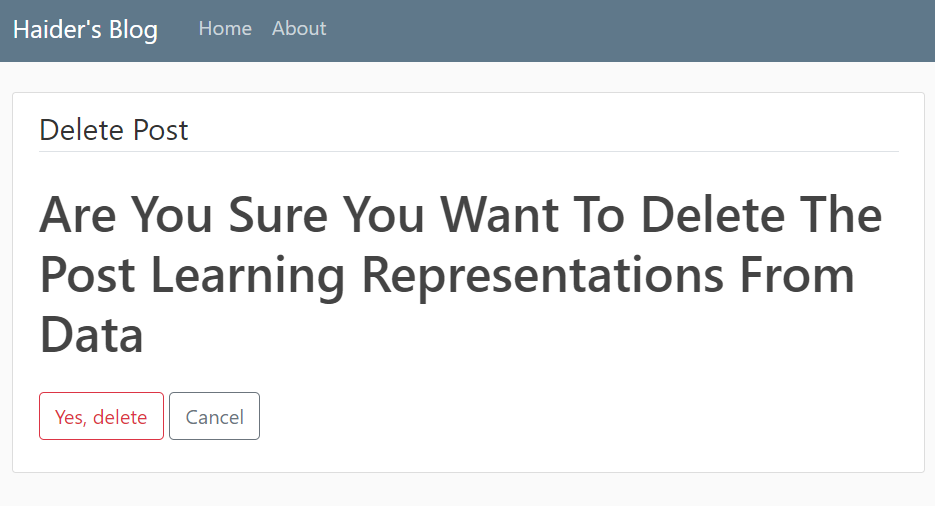 Haider's Blog Home About
Delete Post
Are You Sure You Want To Delete The
Post Learning Representations From
Data
Yes, delete Cancel